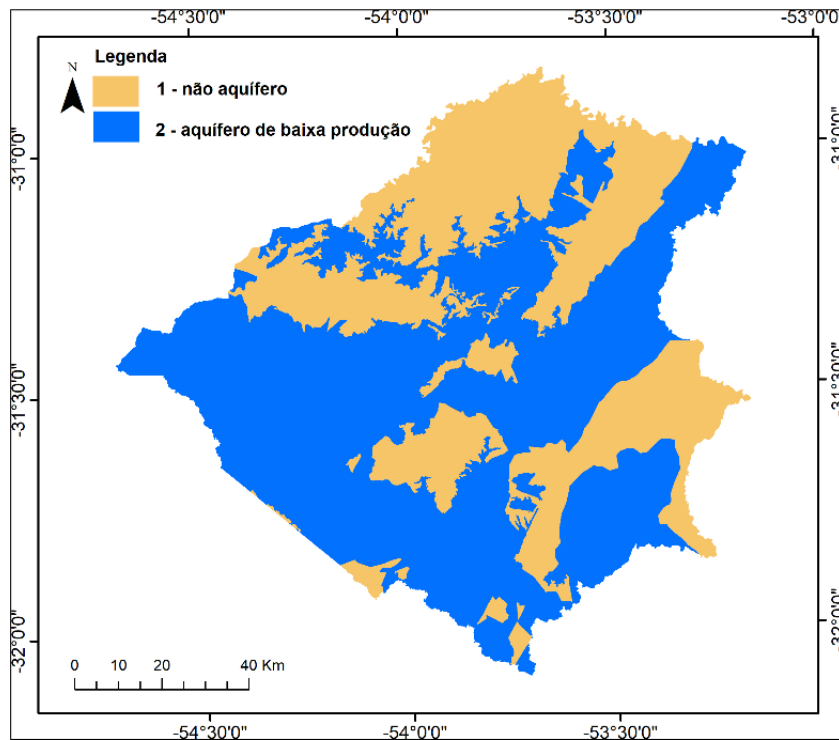 -54°30'0" -54°0'0" -53°30'0" -53°0'0"
Legenda
N
1 - não aquífero
2 - aquífero de baixa produção
-31°0'0" -31°0'0"
-31°30'0" -31°30'0"
-32°0'0" -32°0'0"
0 10 20 40 Km
-54°30'0" -54°0'0" -53°30'0"